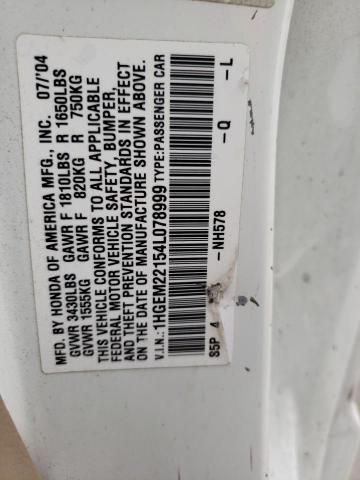 MFD. BY HONDA OF AMERICA MFG., INC. 07/'04
GVWR 3430LBS GAWR F 1810LBS R 1650LBS
GVWR 1555KG GAWR F 820KG R 750KG
THIS VEHICLE CONFORMS TO ALL APPLICABLE
FEDERAL MOTOR VEHICLE SAFETY, BUMPER,
AND THEFT PREVENTION STANDARDS IN EFFECT
ON THE DATE OF MANUFACTURE SHOWN ABOVE.
V.I.N.: 1HGEM22154L078999 TYPE:PASSENGER CAR
-NH578 -Q -L
S5P 4